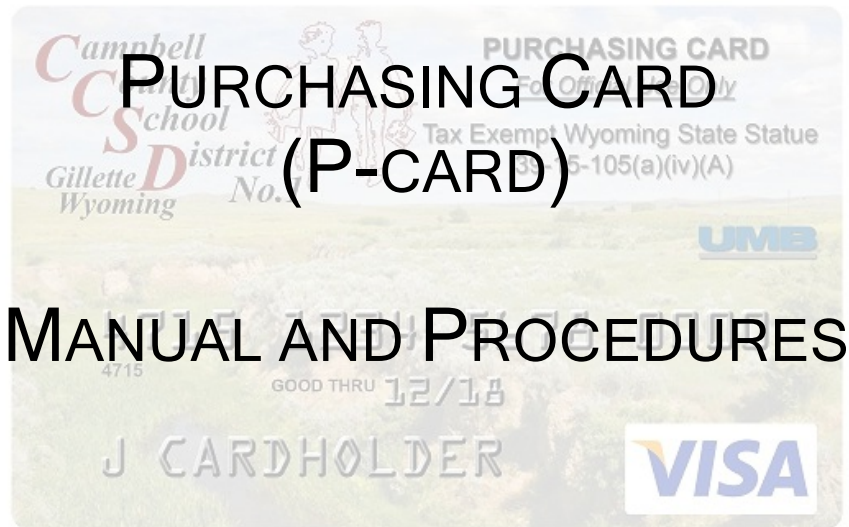 Campbell
County
School
District
No.1
Gillette
Wyoming
PURCHASING CARD
For Official Use Only
Tax Exempt Wyoming State Statue
39-15-105(a)(iv)(A)
PURCHASING CARD
(P-CARD)
UMB
MANUAL AND PROCEDURES
4715
GOOD THRU 12/18
J CARDHOLDER
VISA